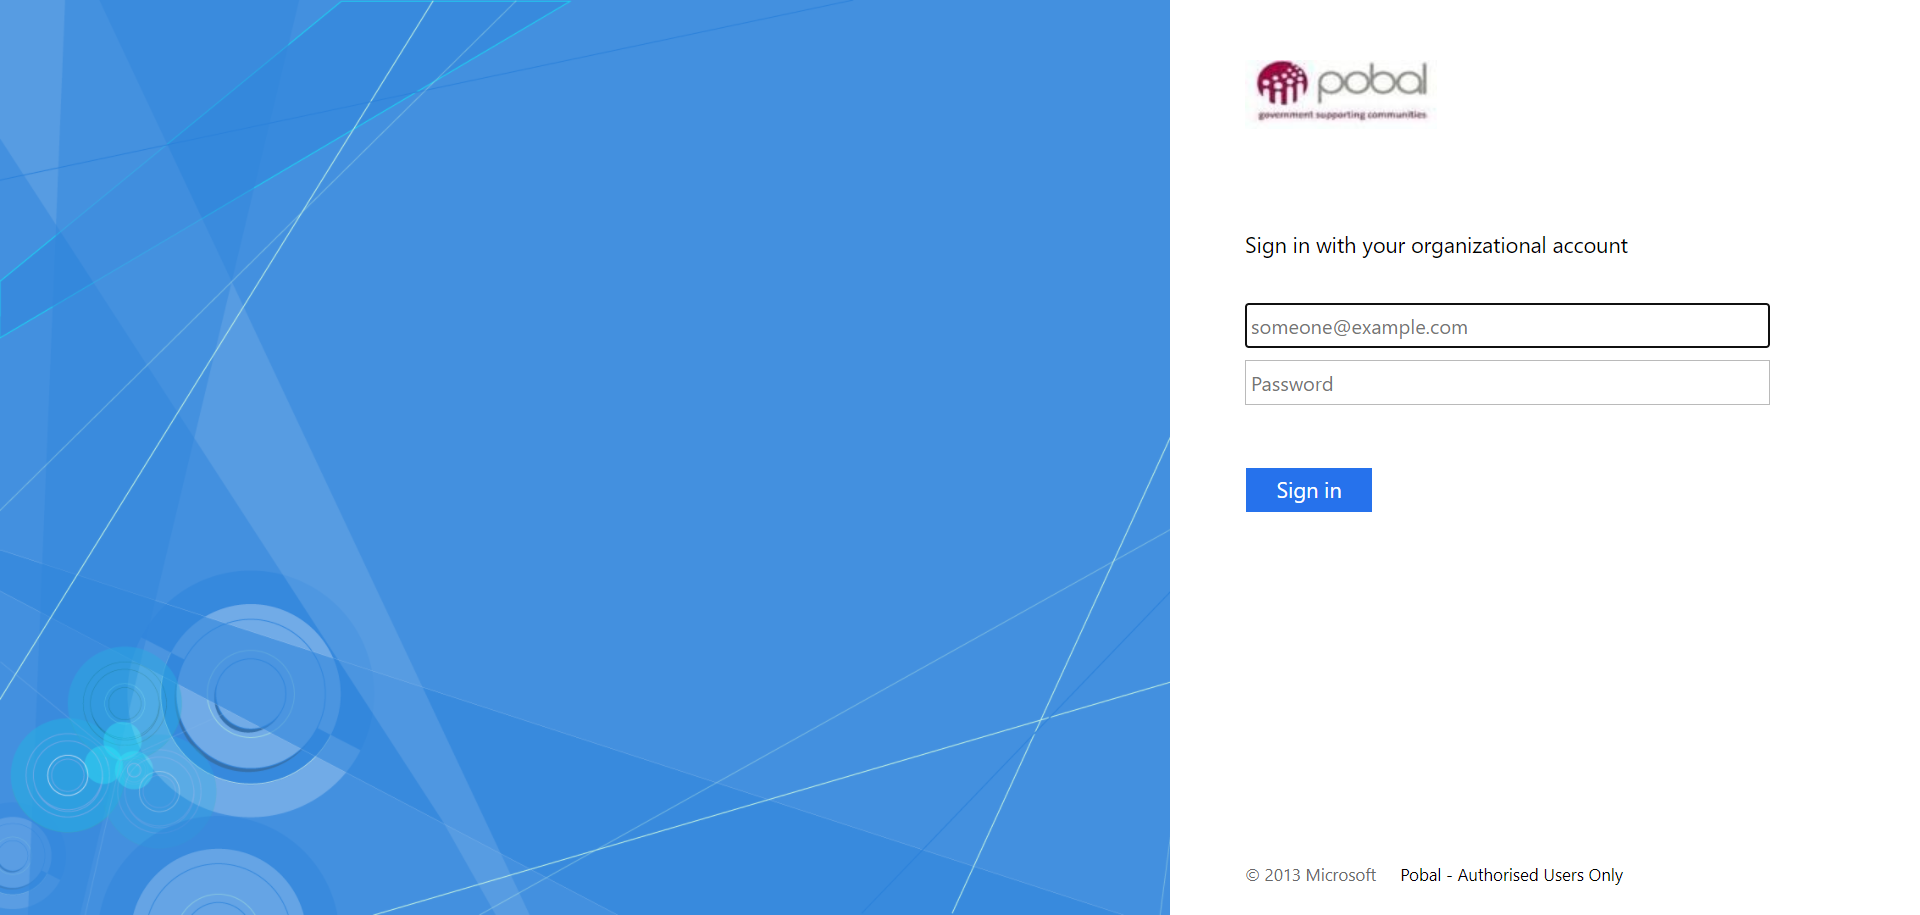 pobal
government supporting communities
Sign in with your organizational account
someone@example.com
Password
Sign in
© 2013 Microsoft Pobal - Authorised Users Only